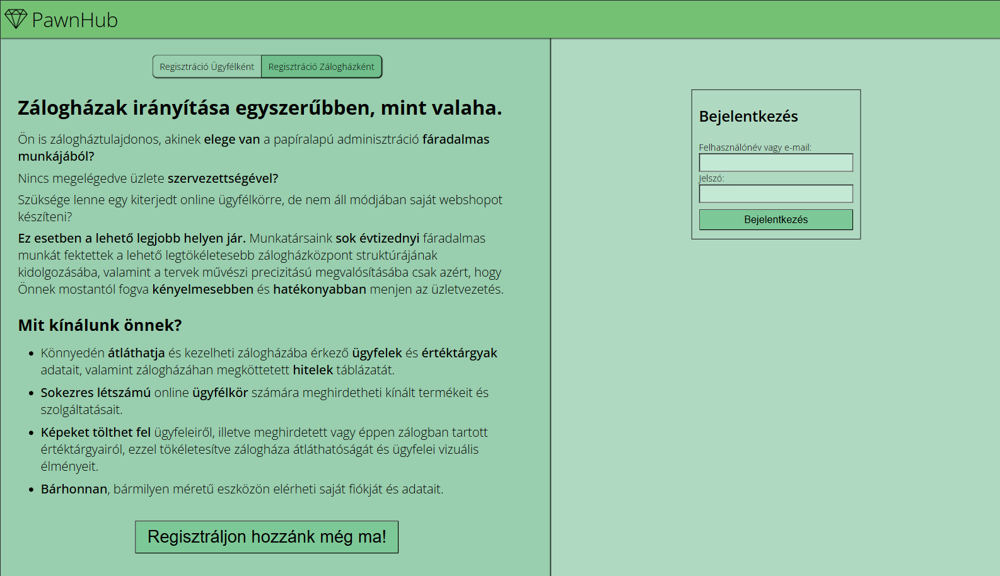 PawnHub
Regisztráció Ügyfélként
Regisztráció Zálogházként
Zálogházak irányítása egyszerűbben, mint valaha.
Ön is zálogháztulajdonos, akinek elege van a papíralapú adminisztráció fáradalmas
munkájából?
Nincs megelégedve üzlete szervezettségével?
Szüksége lenne egy kiterjedt online ügyfélkörre, de nem áll módjában saját webshopot
készíteni?
Ez esetben a lehető legjobb helyen jár. Munkatársaink sok évtizednyi fáradalmas
munkát fektettek a lehető legtökéletesebb zálogházközpont struktúrájának
kidolgozásába, valamint a tervek művészi precizitású megvalósításába csak azért, hogy
Önnek mostantól fogva kényelmesebben és hatékonyabban menjen az üzletvezetés.
Mit kínálunk önnek?
Könnyedén átláthatja és kezelheti zálogházába érkező ügyfelek és értéktárgyak
adatait, valamint zálogházáhan megköttetett hitelek táblázatát.
Sokezres létszámú online ügyfélkör számára meghirdetheti kínált termékeit és
szolgáltatásait.
Képeket tölthet fel ügyfeleiről, illetve meghirdetett vagy éppen zálogban tartott
értéktárgyairól, ezzel tökéletesítve zálogháza átláthatóságát és ügyfelei vizuális
élményeit.
Bárhonnan, bármilyen méretű eszközön elérheti saját fiókját és adatait.
Regisztráljon hozzánk még ma!
Bejelentkezés
Felhasználónév vagy e-mail:
Jelszó:
Bejelentkezés